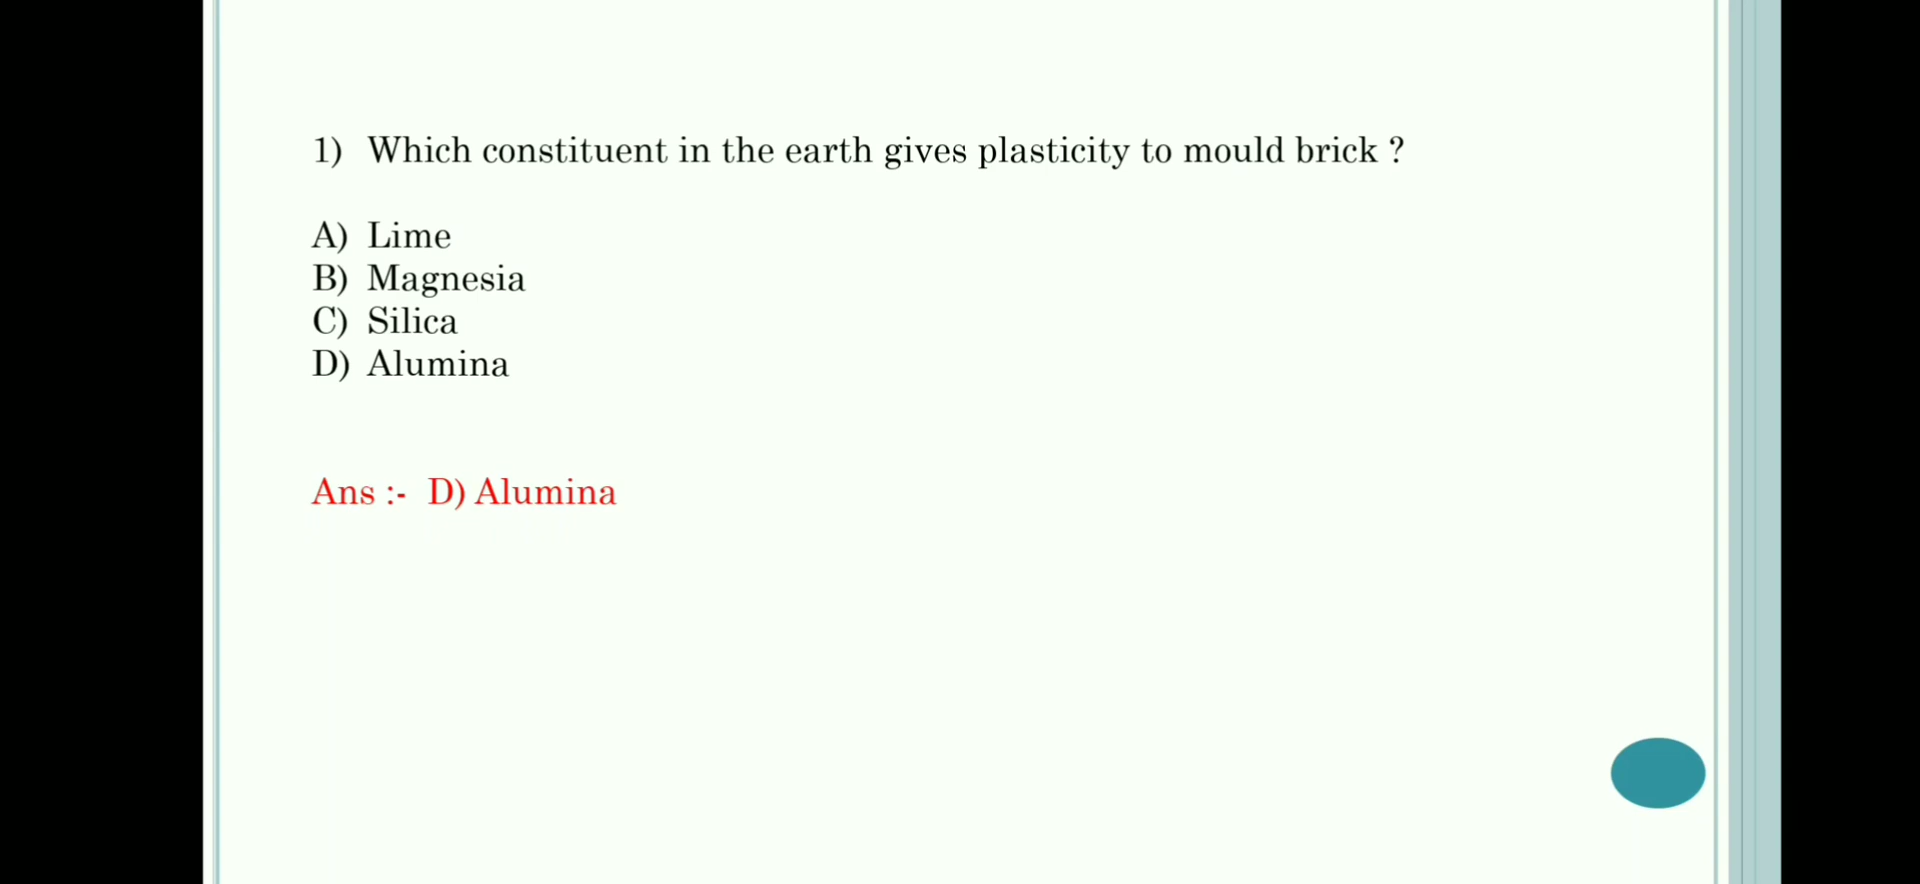 1) Which constituent in the earth gives plasticity to mould brick ?
A) Lime
B) Magnesia
C) Silica
D) Alumina
Ans :- D) Alumina